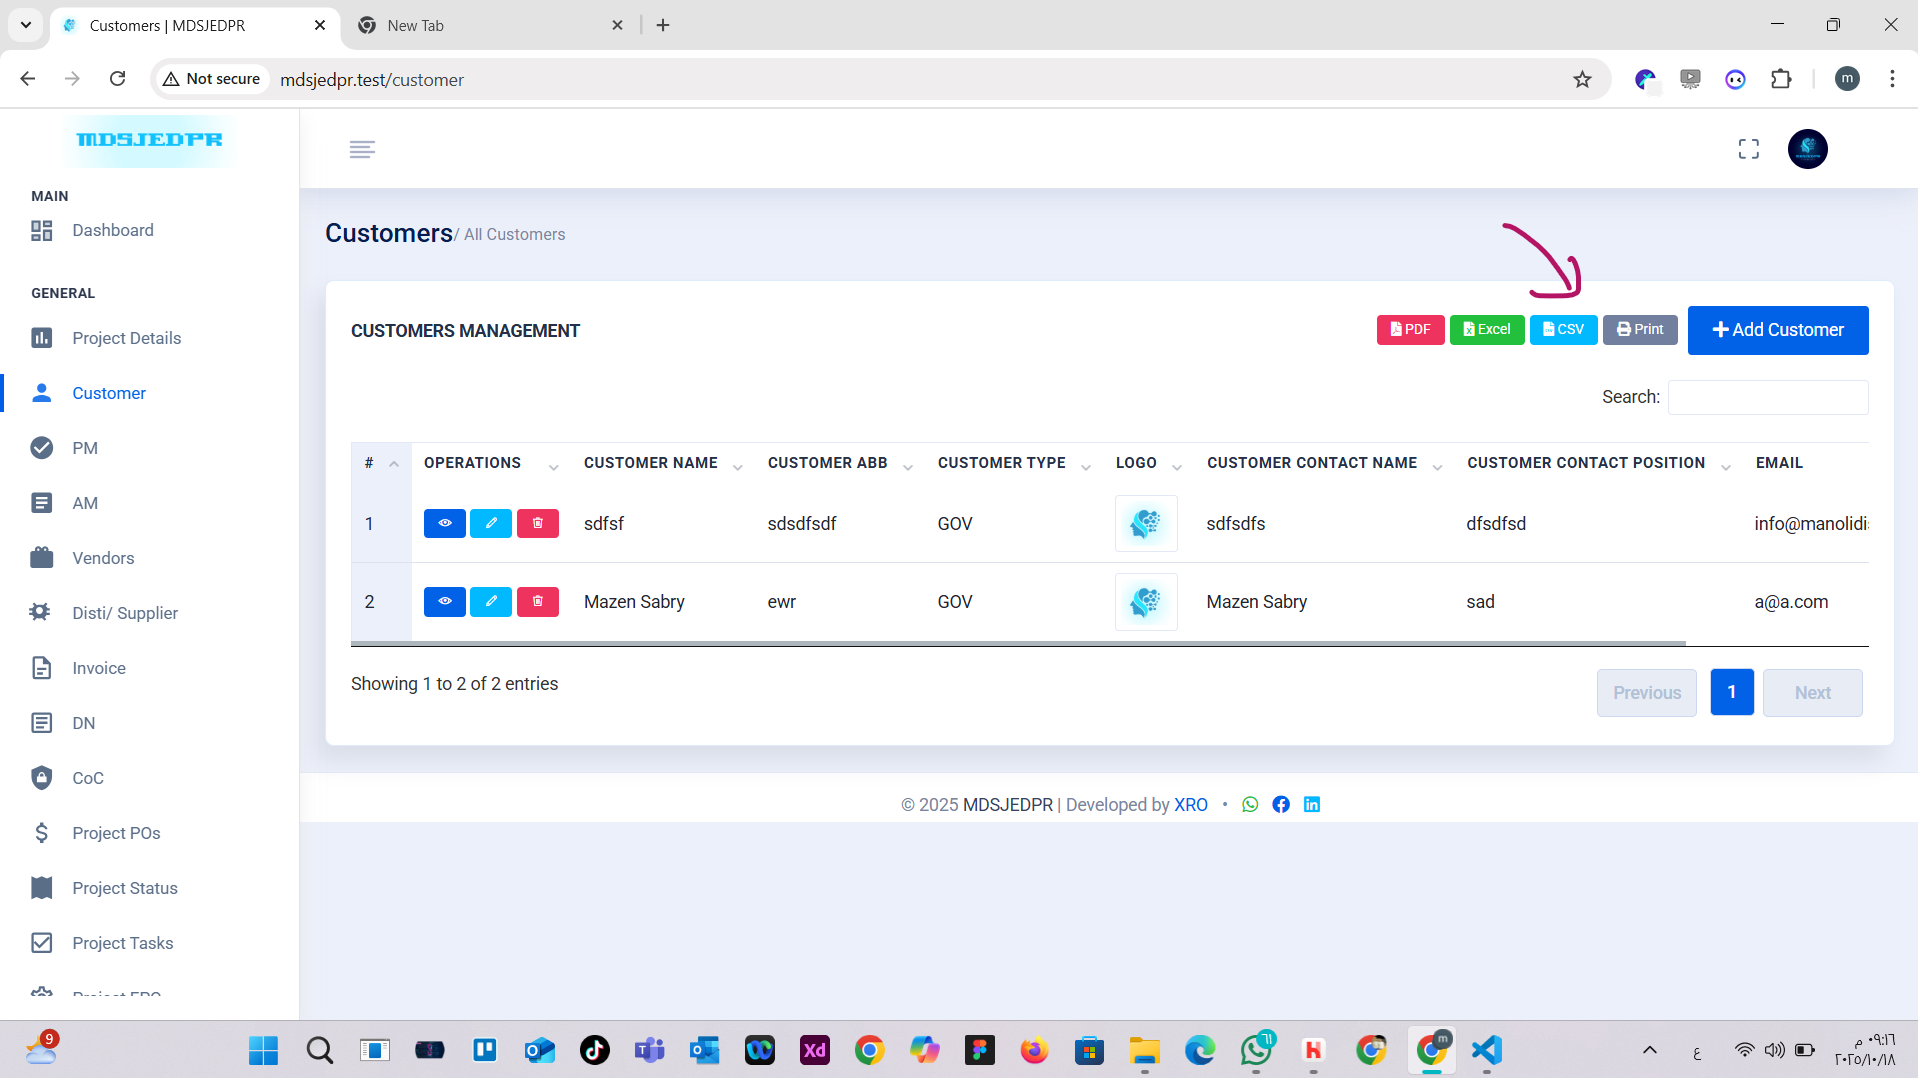 Customers | MDSJEDPR
New Tab
Not secure
mdsjedpr.test/customer
m
MDSJEDPR
MAIN
Dashboard
GENERAL
Project Details
Customer
PM
AM
Vendors
Disti/ Supplier
Invoice
DN
CoC
Project POs
Project Status
Project Tasks
Customers / All Customers
CUSTOMERS MANAGEMENT
PDF Excel CSV Print Add Customer
Search:
# OPERATIONS CUSTOMER NAME CUSTOMER ABB CUSTOMER TYPE LOGO CUSTOMER CONTACT NAME CUSTOMER CONTACT POSITION EMAIL
1 sdfsf sdsdfsdf GOV sdfsdfs dfsdfsd info@manolidi
2 Mazen Sabry ewr GOV Mazen Sabry sad a@a.com
Showing 1 to 2 of 2 entries
Previous 1 Next
© 2025 MDSJEDPR | Developed by XRO •
9
Xd
٦١
m
ع
٠٩:١٦ م
٢٠٢٥/١٠/١٨